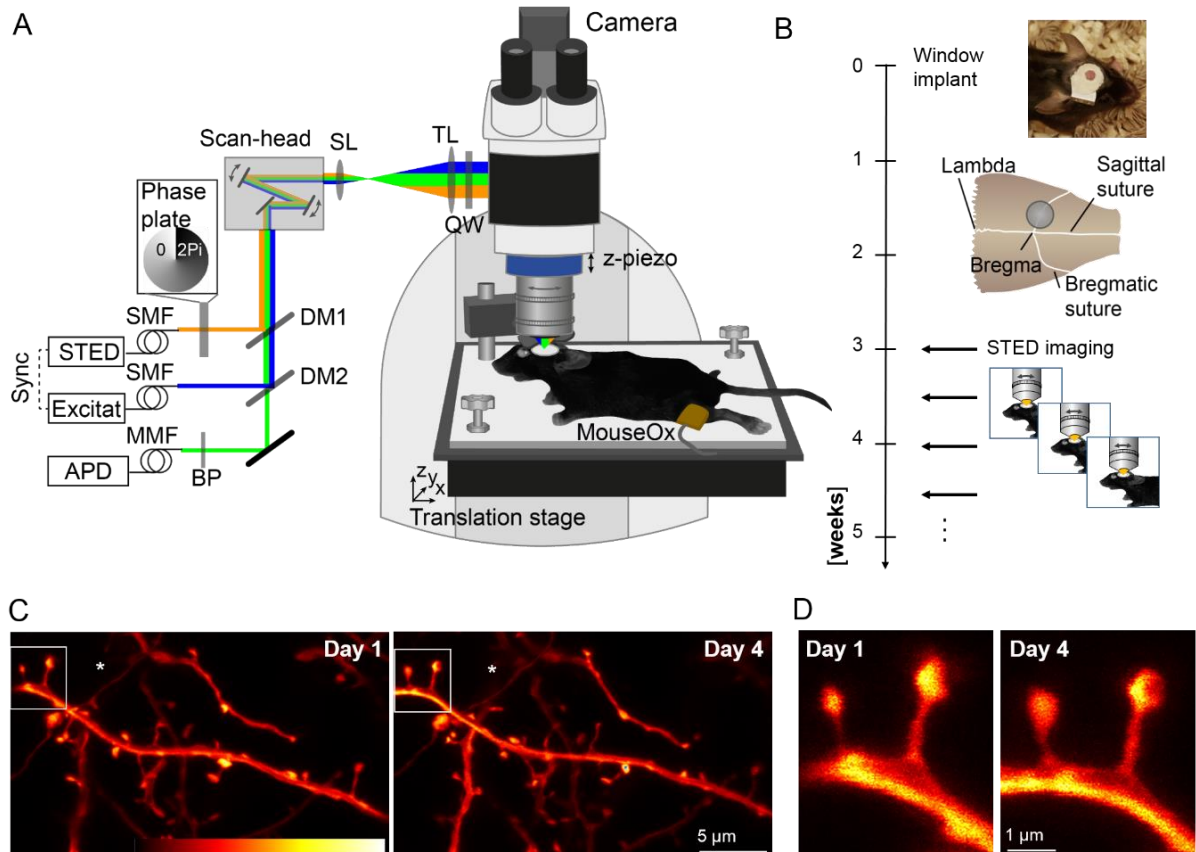 A
Camera
Scan-head
SL
TL
Phase
plate
0
2Pi
QW
z-piezo
SMF
DM1
STED
SMF
DM2
Sync
Excitat
MMF
APD
BP
MouseOx
z
y
x
Translation stage
B
0
Window
implant
1
Lambda
Sagittal
suture
2
Bregma
Bregmatic
suture
3
STED imaging
4
[weeks]
5
C
Day 1
*
Day 4
*
5 µm
D
Day 1
Day 4
1 µm